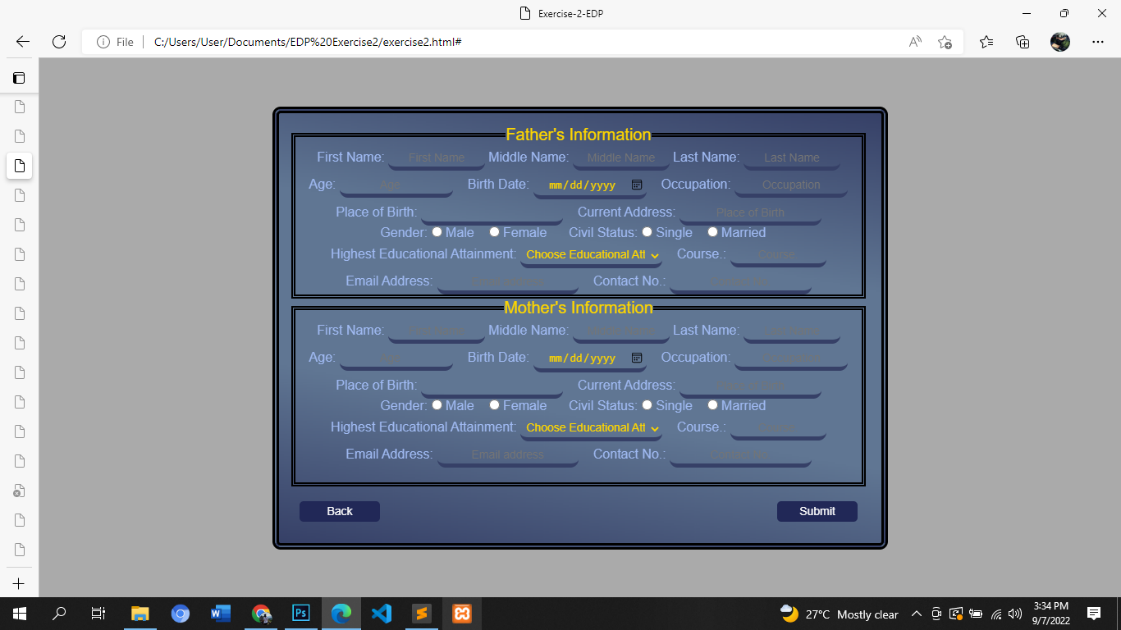 Exercise-2-EDP
File C:/Users/User/Documents/EDP%20Exercise2/exercise2.html#
Father's Information
First Name: First Name Middle Name: Middle Name Last Name: Last Name
Age: Age Birth Date: mm/dd/yyyy Occupation: Occupation
Place of Birth: Current Address: Place of Birth
Gender: Male Female Civil Status: Single Married
Highest Educational Attainment: Choose Educational Att Course.:
Email Address: Contact No.:
Mother's Information
First Name: Middle Name: Last Name:
Age: Birth Date: mm/dd/yyyy Occupation:
Place of Birth: Current Address:
Gender: Male Female Civil Status: Single Married
Highest Educational Attainment: Choose Educational Att Course.:
Email Address: Email address Contact No.:
Back Submit
27°C Mostly clear 3:34 PM
9/7/2022